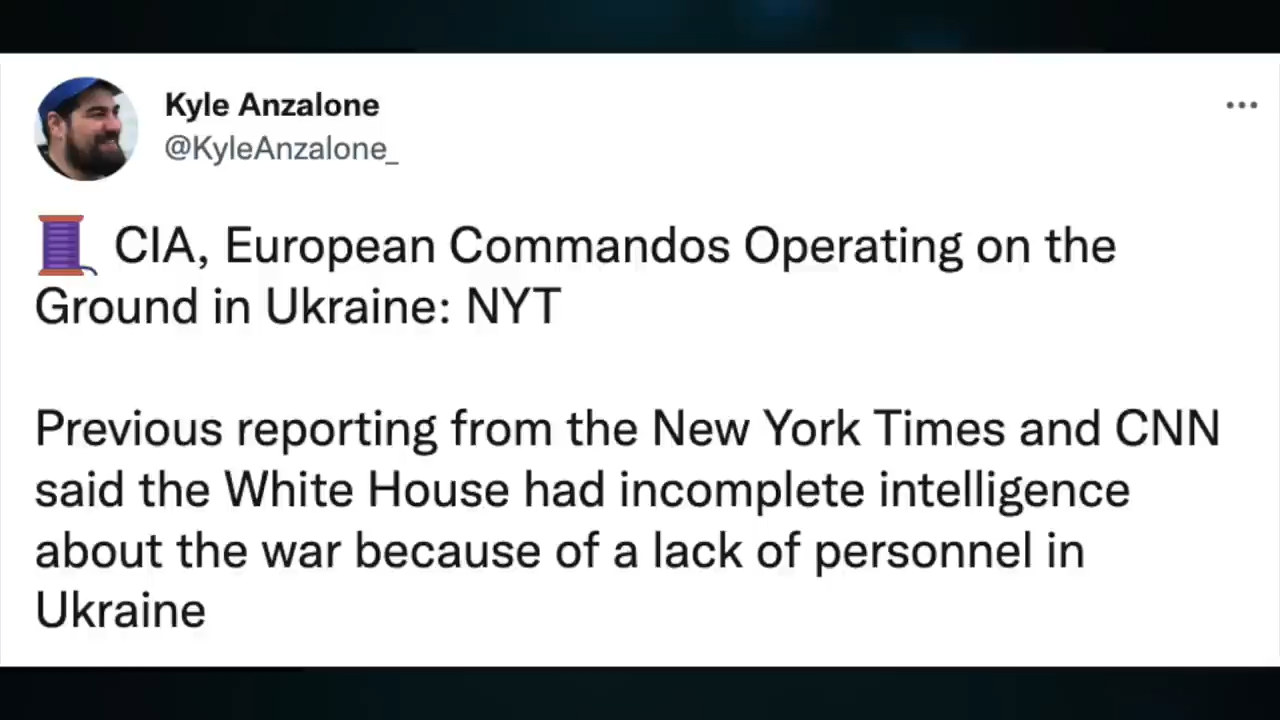 Kyle Anzalone
@KyleAnzalone_
🧵 CIA, European Commandos Operating on the
Ground in Ukraine: NYT
Previous reporting from the New York Times and CNN
said the White House had incomplete intelligence
about the war because of a lack of personnel in
Ukraine